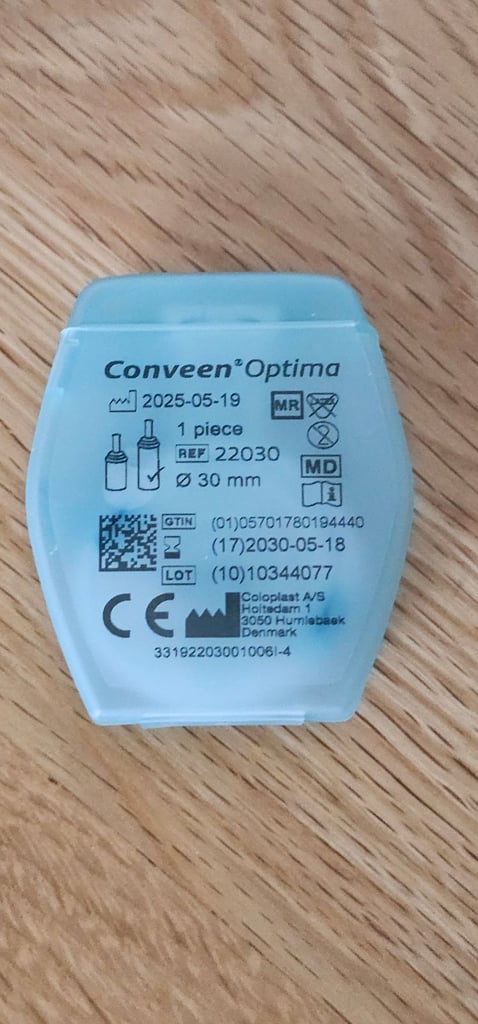 Conveen® Optima
2025-05-19
MR
1 piece
REF 22030
Ø 30 mm
MD
GTIN (01)05701780194440
(17)2030-05-18
LOT (10)10344077
CE
Coloplast A/S
Holtedam 1
3050 Humlebaek
Denmark
33192203001006I-4